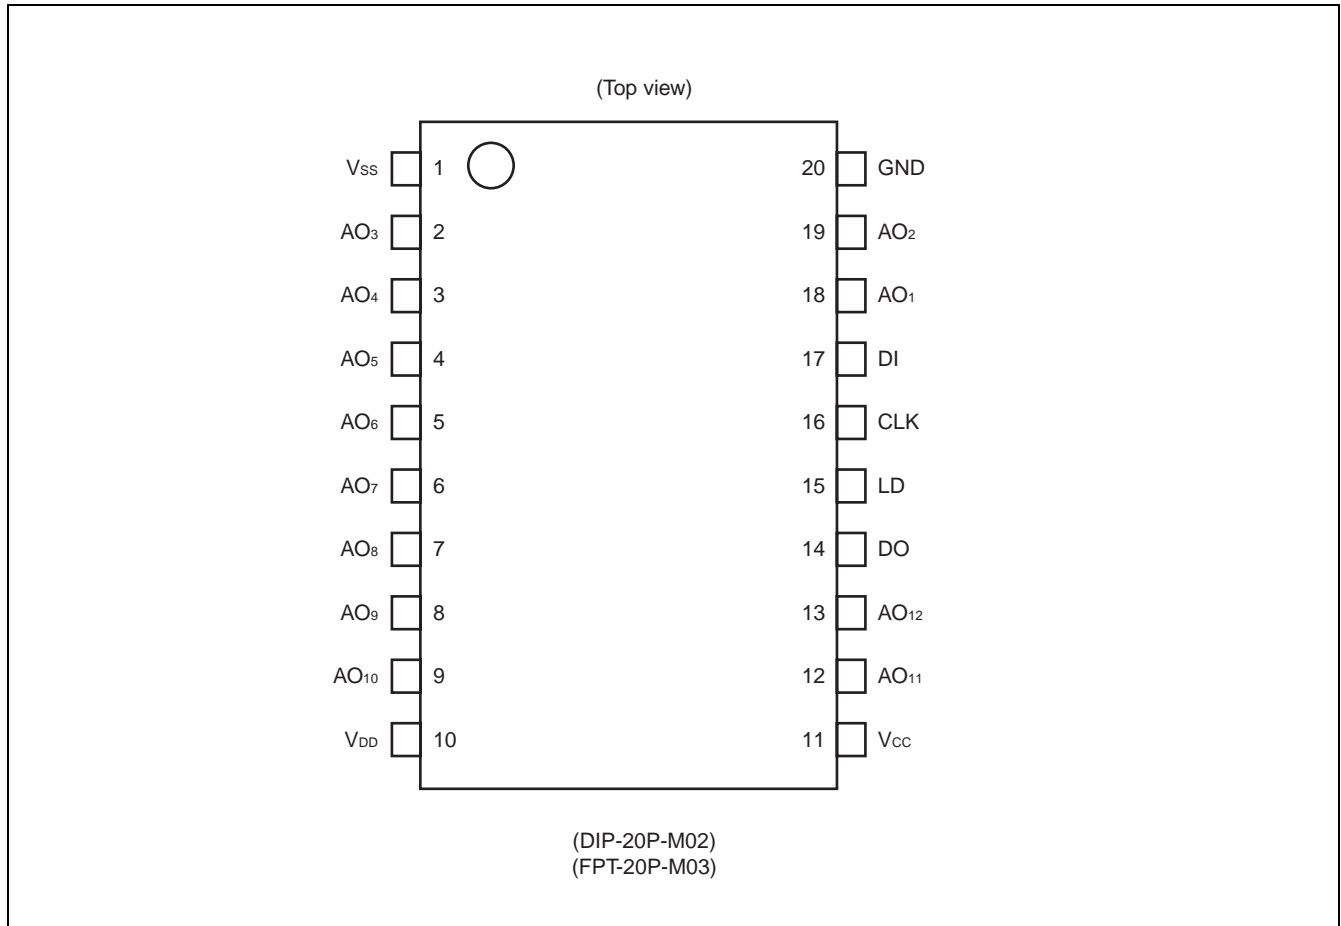 (Top view)
VSS 1 20 GND
AO3 2 19 AO2
AO4 3 18 AO1
AO5 4 17 DI
AO6 5 16 CLK
AO7 6 15 LD
AO8 7 14 DO
AO9 8 13 AO12
AO10 9 12 AO11
VDD 10 11 VCC
(DIP-20P-M02)
(FPT-20P-M03)